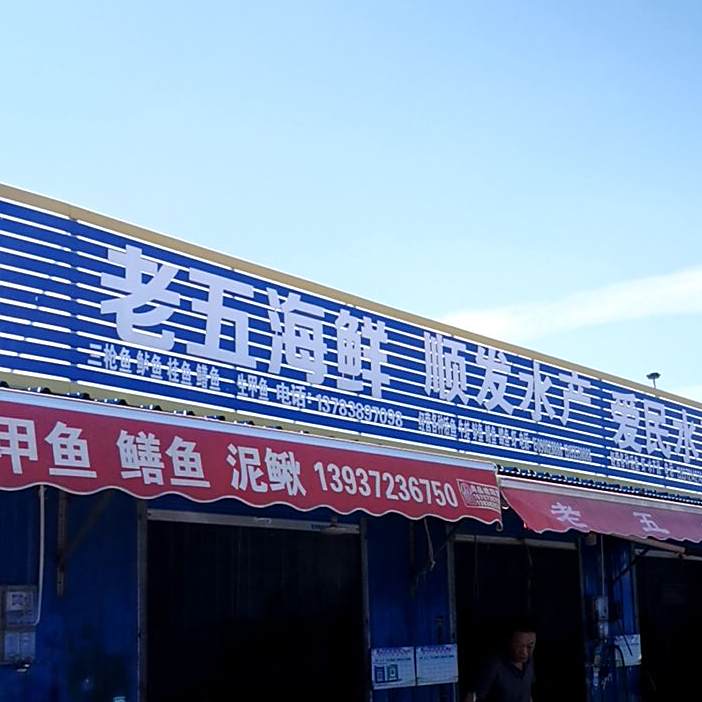 老五海鲜
三枪鱼 鲈鱼 桂鱼 鳝鱼 生甲鱼 电话:13783897098
顺发水产
爱民水
甲鱼 鳝鱼 泥鳅 13937236750
老五